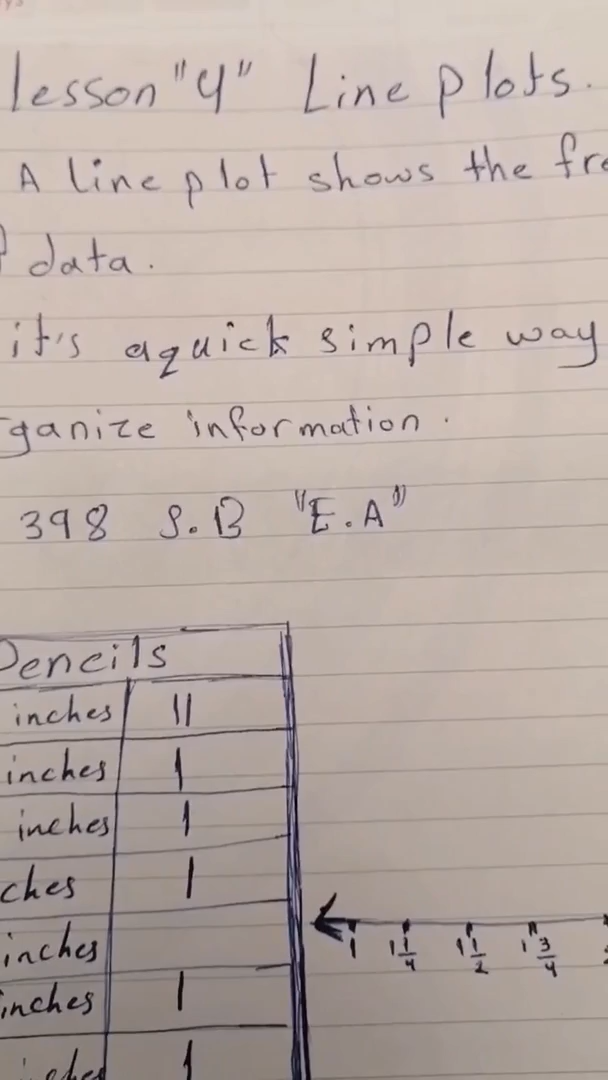 lesson "4" Line plots.
A line plot shows the fre
data.
it's aquick simple way
ganize information.
398 S.B "E.A"
Pencils
inches 11
inches 1
inches 1
ches 1
inches
inches 1
inches 1
1 1 1/4 1 1/2 1 3/4